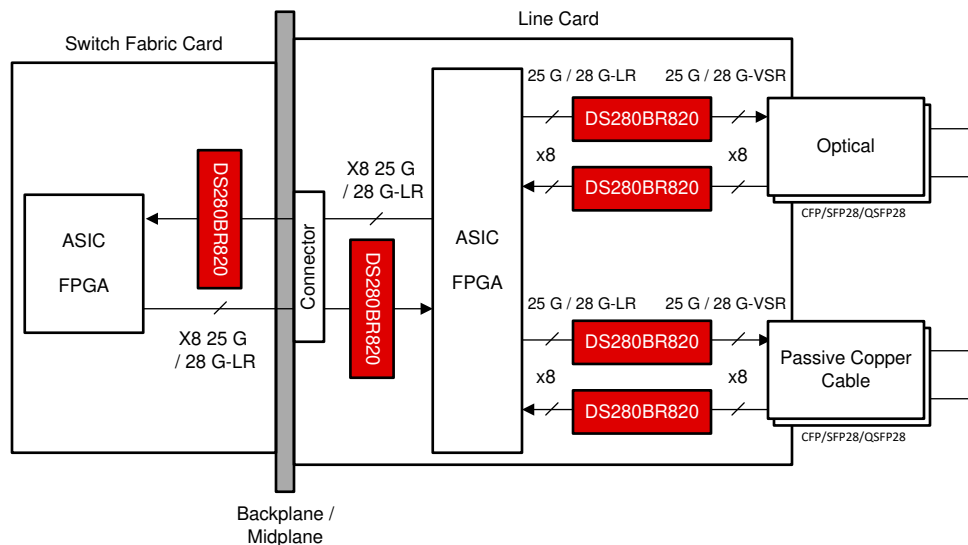 Switch Fabric Card
Line Card
ASIC
FPGA
DS280BR820
X8 25 G
/ 28 G-LR
Connector
Backplane /
Midplane
X8 25 G
/ 28 G-LR
DS280BR820
ASIC
FPGA
25 G / 28 G-LR
25 G / 28 G-VSR
DS280BR820
x8
x8
DS280BR820
Optical
CFP/SFP28/QSFP28
25 G / 28 G-LR
25 G / 28 G-VSR
DS280BR820
x8
x8
DS280BR820
Passive Copper
Cable
CFP/SFP28/QSFP28